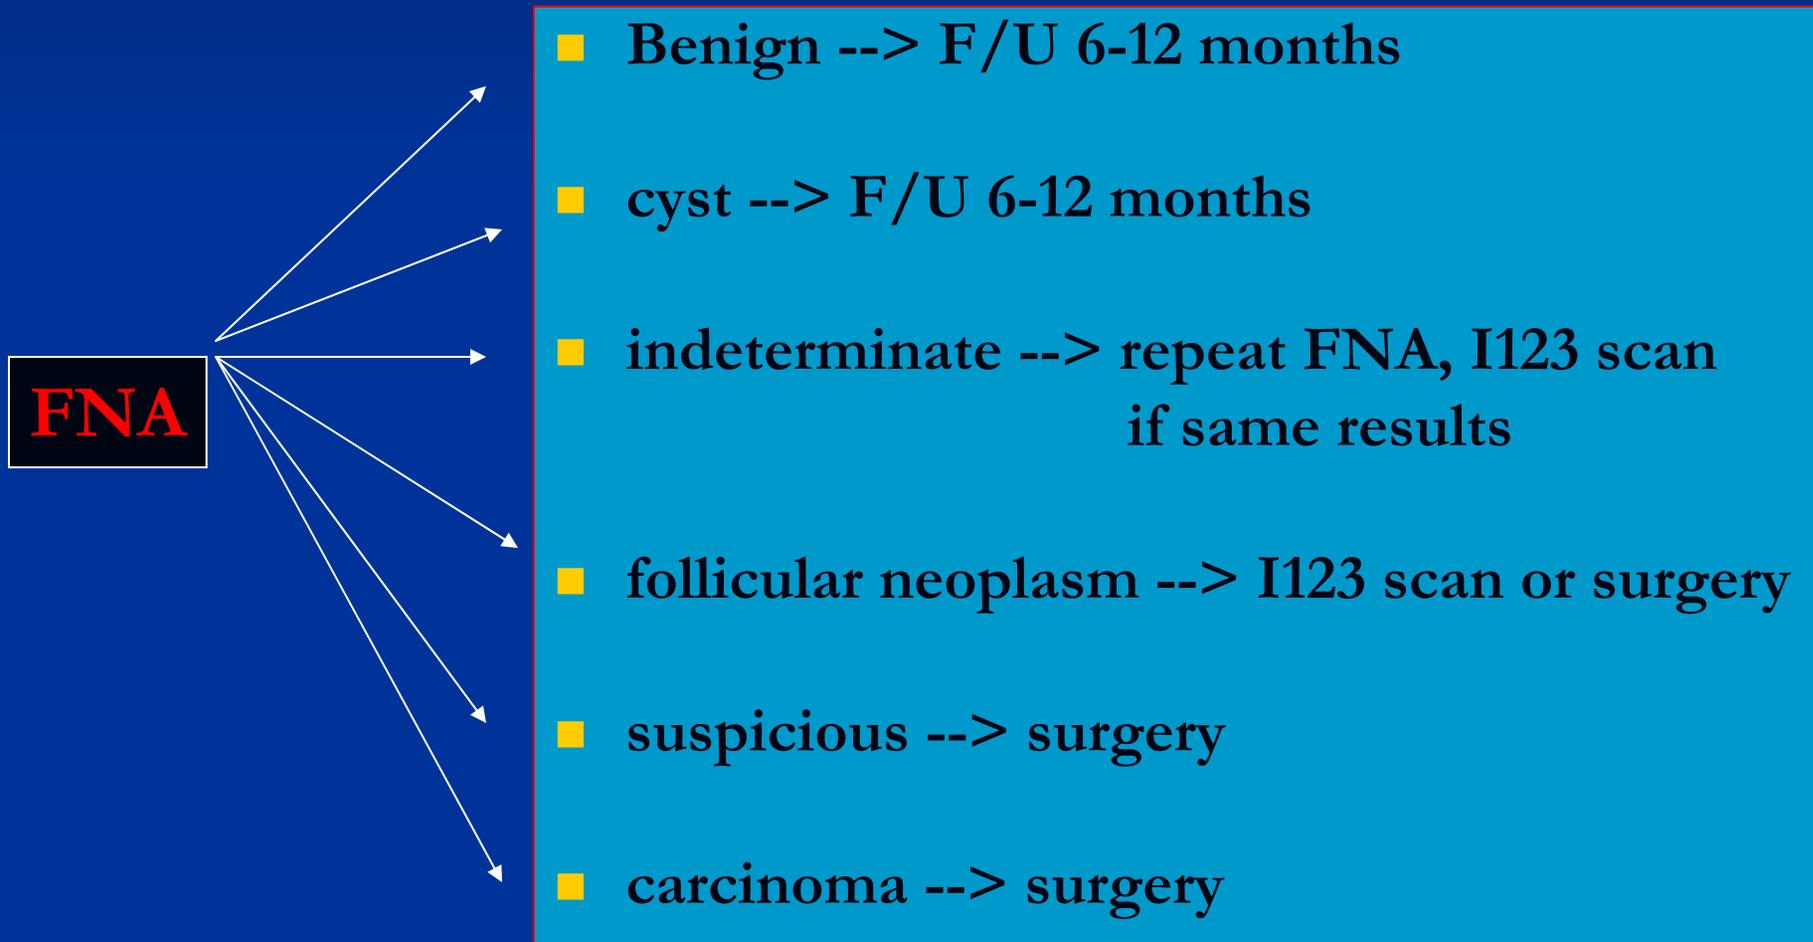 Benign --> F/U 6-12 months
cyst --> F/U 6-12 months
indeterminate --> repeat FNA, I123 scan
if same results
FNA
follicular neoplasm --> I123 scan or surgery
suspicious --> surgery
carcinoma --> surgery